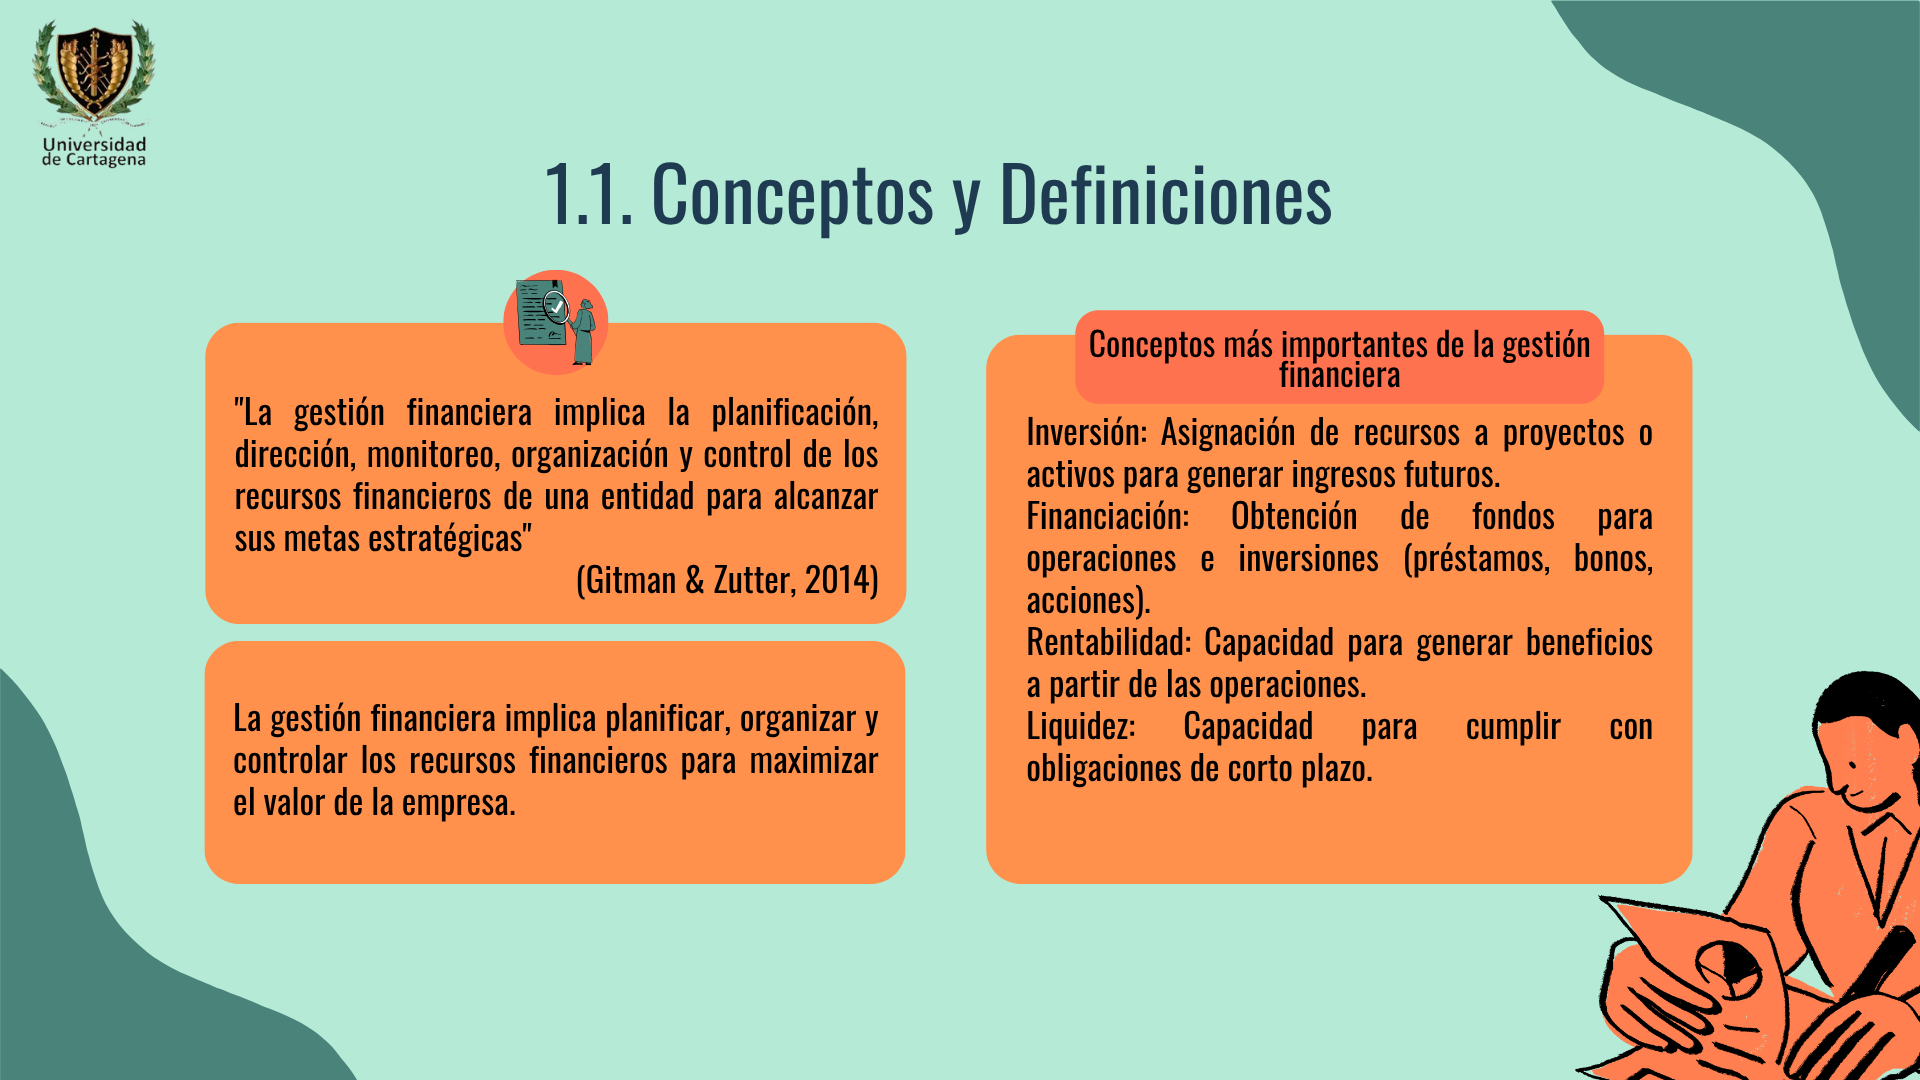 Universidad
de Cartagena
1.1. Conceptos y Definiciones
"La gestión financiera implica la planificación,
dirección, monitoreo, organización y control de los
recursos financieros de una entidad para alcanzar
sus metas estratégicas"
(Gitman & Zutter, 2014)
La gestión financiera implica planificar, organizar y
controlar los recursos financieros para maximizar
el valor de la empresa.
Conceptos más importantes de la gestión
financiera
Inversión: Asignación de recursos a proyectos o
activos para generar ingresos futuros.
Financiación: Obtención de fondos para
operaciones e inversiones (préstamos, bonos,
acciones).
Rentabilidad: Capacidad para generar beneficios
a partir de las operaciones.
Liquidez: Capacidad para cumplir con
obligaciones de corto plazo.